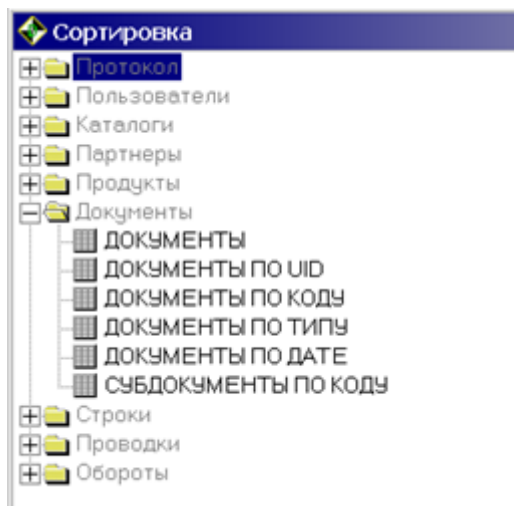 Сортировка
Протокол
Пользователи
Каталоги
Партнеры
Продукты
Документы
ДОКУМЕНТЫ
ДОКУМЕНТЫ ПО UID
ДОКУМЕНТЫ ПО КОДУ
ДОКУМЕНТЫ ПО ТИПУ
ДОКУМЕНТЫ ПО ДАТЕ
СУБДОКУМЕНТЫ ПО КОДУ
Строки
Проводки
Обороты